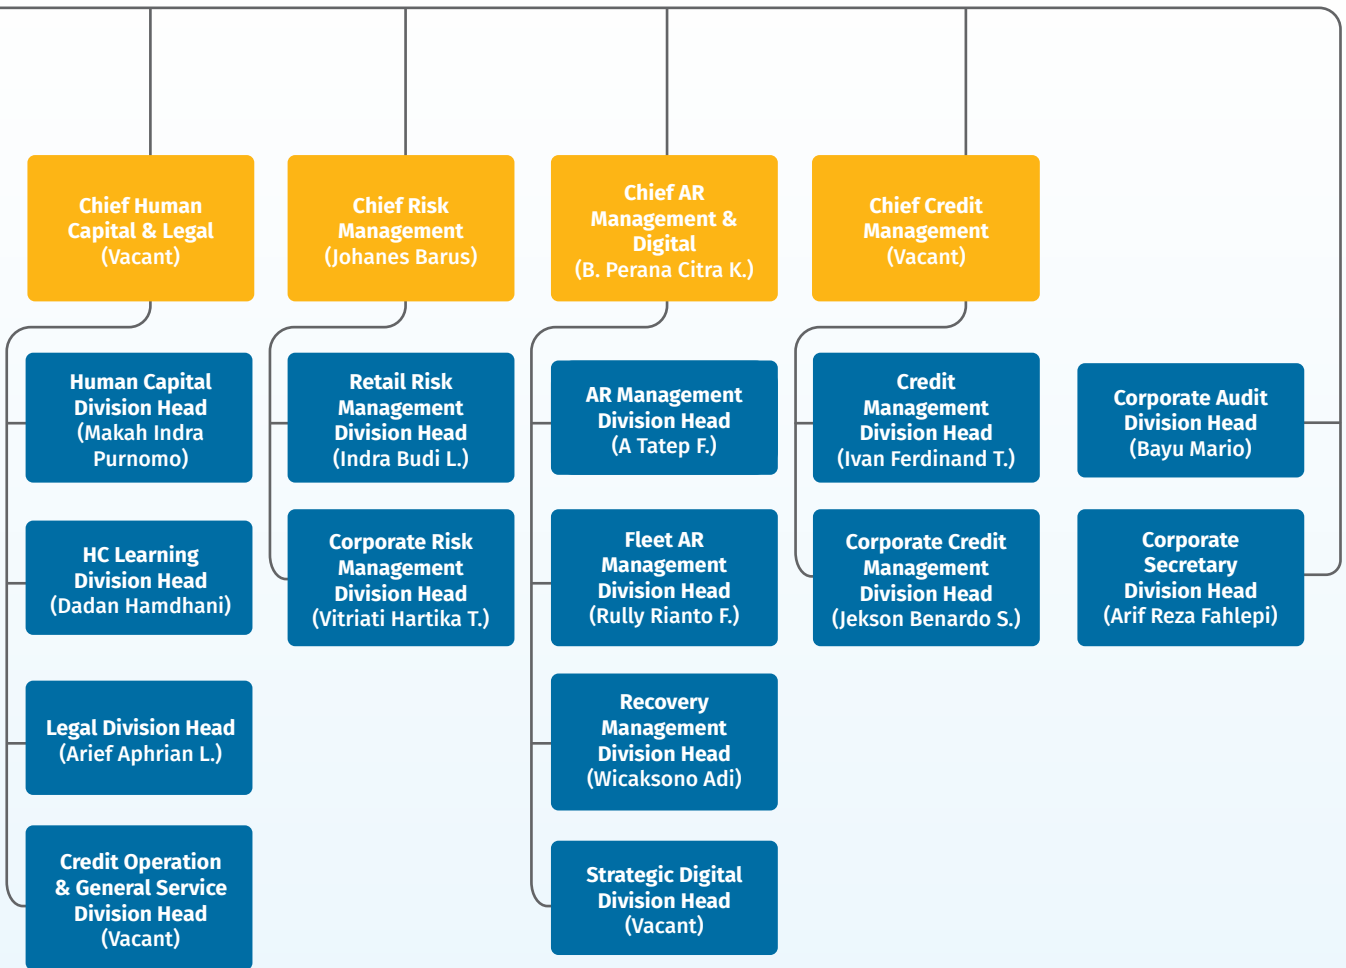 Chief Human
Capital & Legal
(Vacant)
Chief Risk
Management
(Johanes Barus)
Chief AR
Management &
Digital
(B. Perana Citra K.)
Chief Credit
Management
(Vacant)
Human Capital
Division Head
(Makah Indra
Purnomo)
HC Learning
Division Head
(Dadan Hamdhani)
Legal Division Head
(Arief Aphrian L.)
Credit Operation
& General Service
Division Head
(Vacant)
Retail Risk
Management
Division Head
(Indra Budi L.)
Corporate Risk
Management
Division Head
(Vitriati Hartika T.)
AR Management
Division Head
(A Tatep F.)
Fleet AR
Management
Division Head
(Rully Rianto F.)
Recovery
Management
Division Head
(Wicaksono Adi)
Strategic Digital
Division Head
(Vacant)
Credit
Management
Division Head
(Ivan Ferdinand T.)
Corporate Credit
Management
Division Head
(Jekson Benardo S.)
Corporate Audit
Division Head
(Bayu Mario)
Corporate
Secretary
Division Head
(Arif Reza Fahlepi)